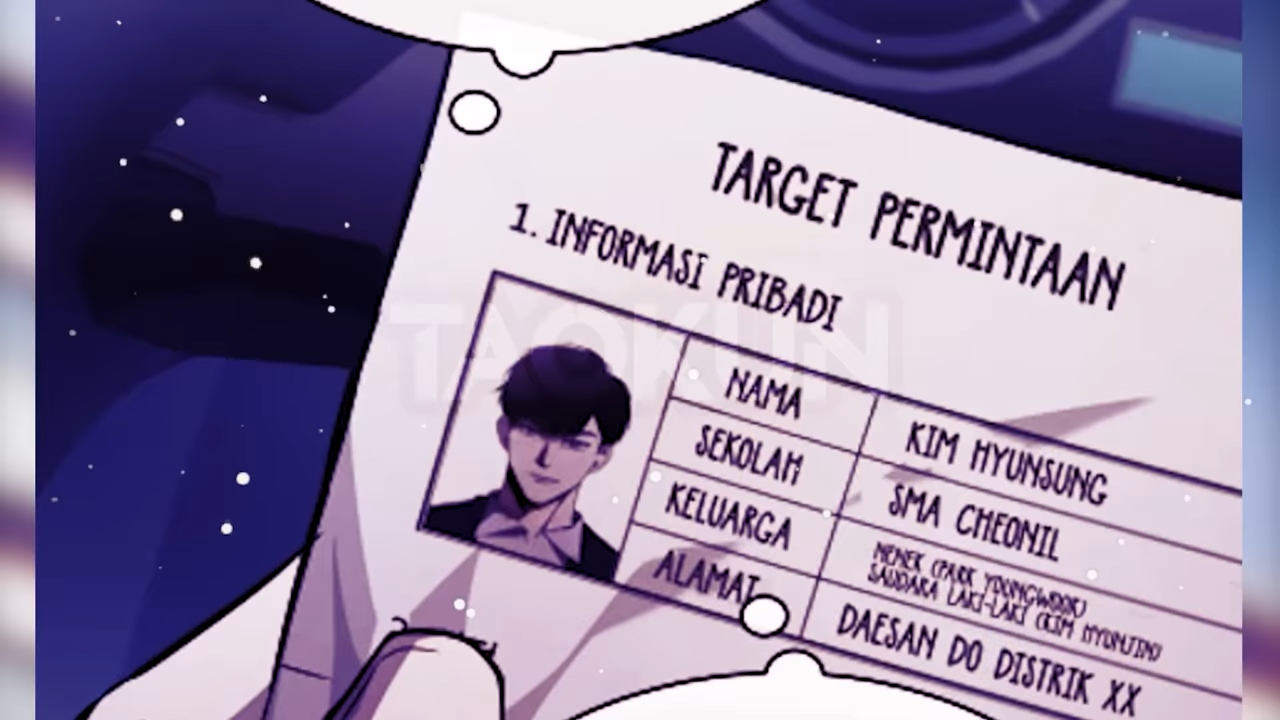 TARGET PERMINTAAN
1. INFORMASI PRIBADI
NAMA
KIM HYUNSUNG
SEKOLAH
SMA CHEONIL
KELUARGA
NENEK (PARK YOUNGWOOK)
SAUDARA LAKI-LAKI (KIM HYUNJIN)
ALAMAT
DAESAN DO DISTRIK XX
TAOKUN